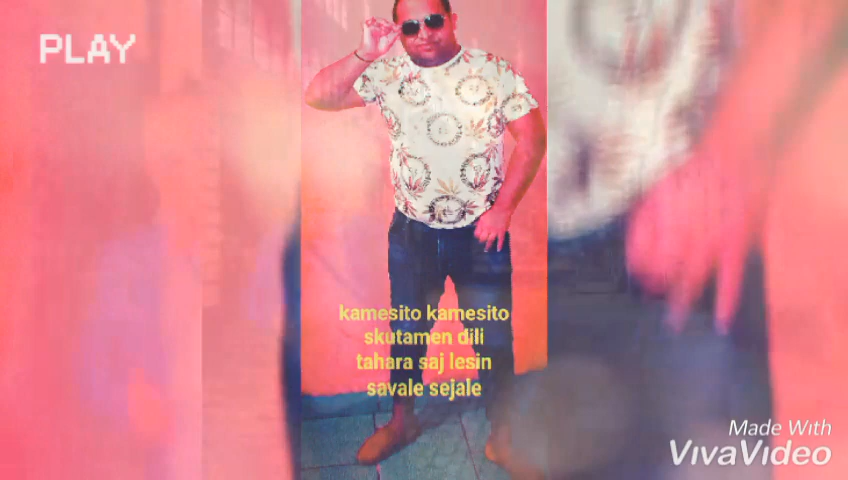 PLAY
kamesito kamesito
skutamen dili
tahara saj lesin
savale sejale
Made With
VivaVideo